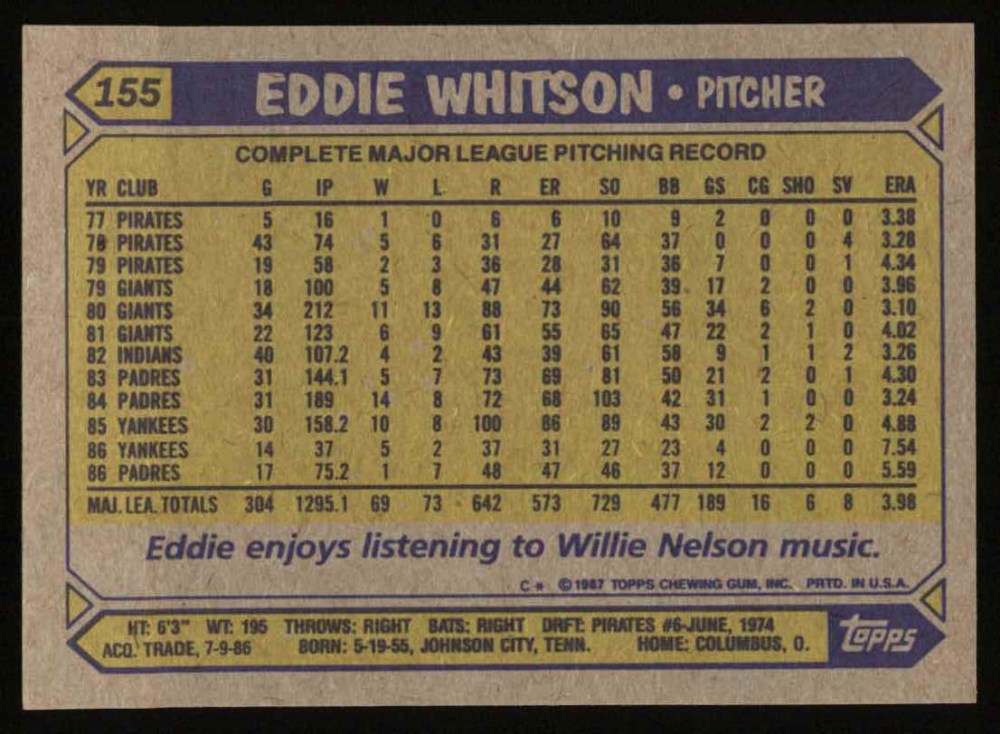 155 EDDIE WHITSON • PITCHER
COMPLETE MAJOR LEAGUE PITCHING RECORD
YR CLUB G IP W L R ER SO BB GS CG SHO SV ERA
77 PIRATES 5 16 1 0 6 6 10 9 2 0 0 0 3.38
78 PIRATES 43 74 5 6 31 27 64 37 0 0 0 4 3.28
79 PIRATES 19 58 2 3 36 28 31 36 7 0 0 1 4.34
79 GIANTS 18 100 5 8 47 44 62 39 17 2 0 0 3.96
80 GIANTS 34 212 11 13 88 73 90 56 34 6 2 0 3.10
81 GIANTS 22 123 6 9 61 55 65 47 22 2 1 0 4.02
82 INDIANS 40 107.2 4 2 43 39 61 58 9 1 1 2 3.26
83 PADRES 31 144.1 5 7 73 69 81 50 21 2 0 1 4.30
84 PADRES 31 189 14 8 72 68 103 42 31 1 0 0 3.24
85 YANKEES 30 158.2 10 8 100 86 89 43 30 2 2 0 4.88
86 YANKEES 14 37 5 2 37 31 27 23 4 0 0 0 7.54
86 PADRES 17 75.2 1 7 48 47 46 37 12 0 0 0 5.59
MAJ. LEA. TOTALS 304 1295.1 69 73 642 573 729 477 189 16 6 8 3.98
Eddie enjoys listening to Willie Nelson music.
C * © 1987 TOPPS CHEWING GUM, INC. PRTD. IN U.S.A.
HT: 6'3" WT: 195 THROWS: RIGHT BATS: RIGHT DRFT: PIRATES #6-JUNE, 1974
ACQ. TRADE, 7-9-86 BORN: 5-19-55, JOHNSON CITY, TENN. HOME: COLUMBUS, O.
topps